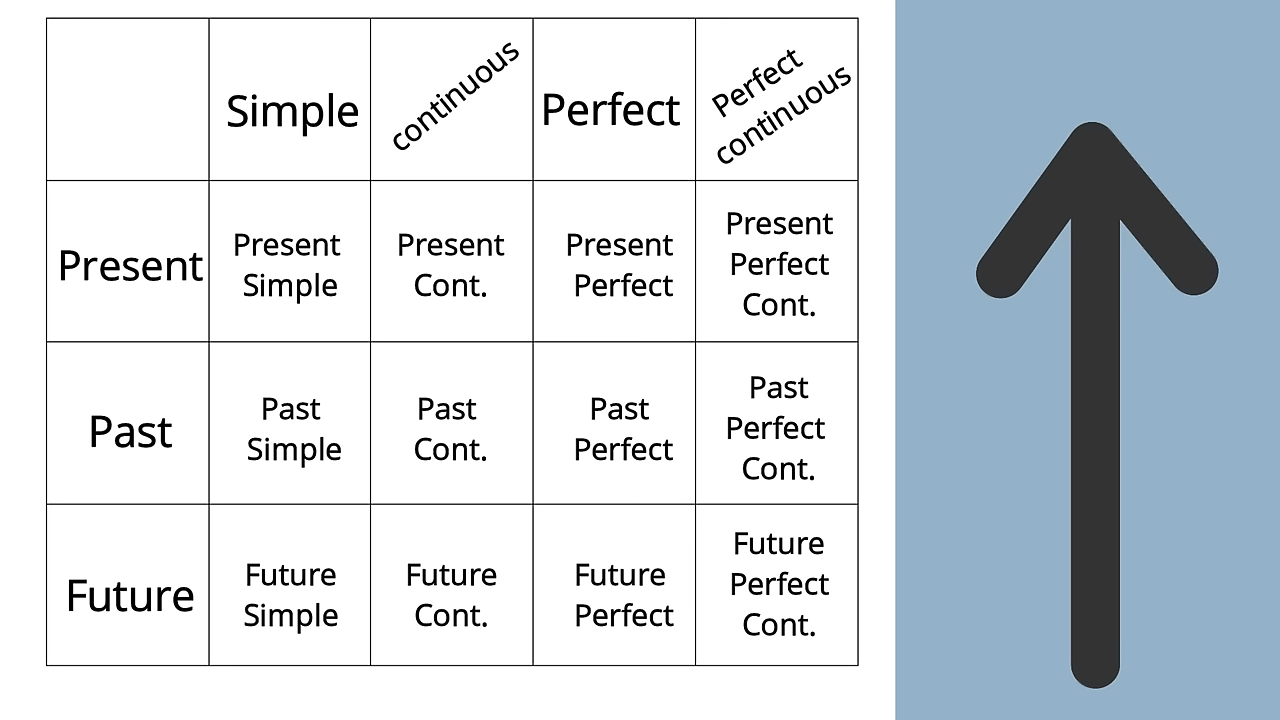 Simple
continuous
Perfect
Perfect
continuous
Present
Present
Simple
Present
Cont.
Present
Perfect
Present
Perfect
Cont.
Past
Past
Simple
Past
Cont.
Past
Perfect
Past
Perfect
Cont.
Future
Future
Simple
Future
Cont.
Future
Perfect
Future
Perfect
Cont.